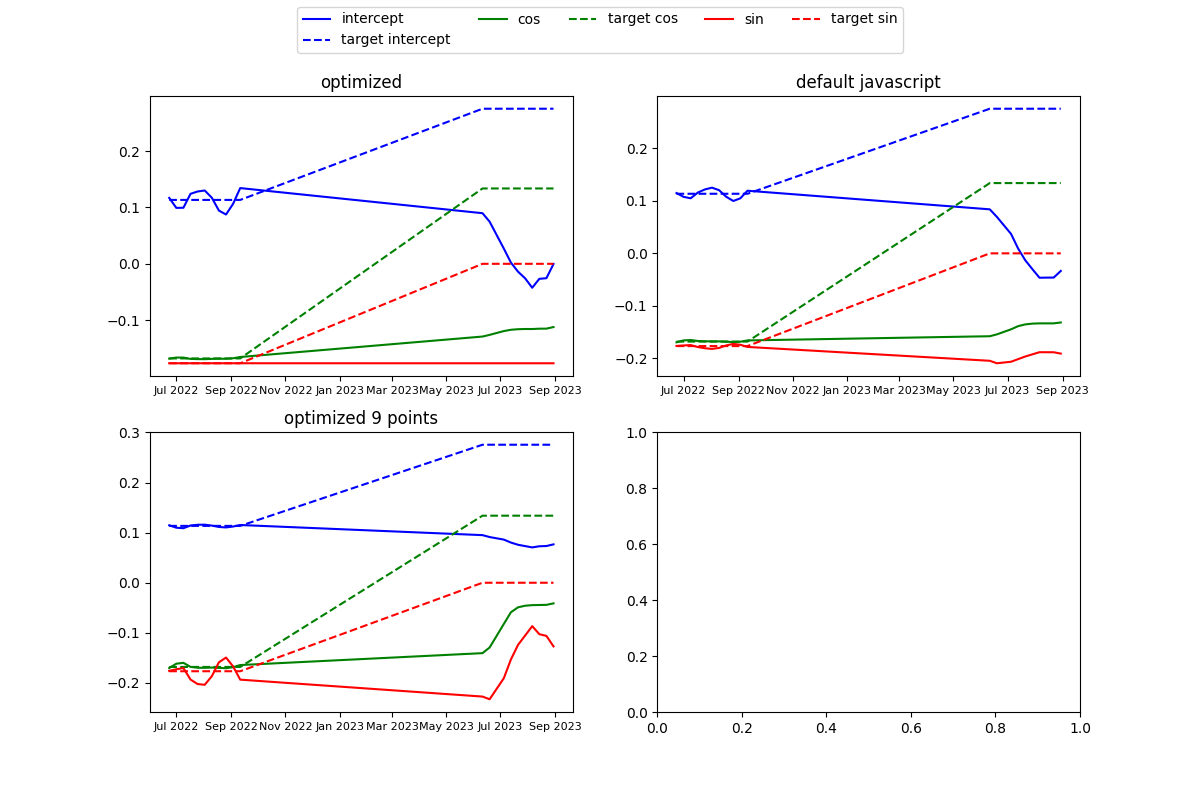 intercept cos target cos sin target sin
target intercept
optimized
0.2
0.1
0.0
−0.1
Jul 2022 Sep 2022 Nov 2022 Jan 2023 Mar 2023 May 2023 Jul 2023 Sep 2023
default javascript
0.2
0.1
0.0
−0.1
−0.2
Jul 2022 Sep 2022 Nov 2022 Jan 2023 Mar 2023 May 2023 Jul 2023 Sep 2023
optimized 9 points
0.3
0.2
0.1
0.0
−0.1
−0.2
Jul 2022 Sep 2022 Nov 2022 Jan 2023 Mar 2023 May 2023 Jul 2023 Sep 2023
1.0
0.8
0.6
0.4
0.2
0.0
0.0 0.2 0.4 0.6 0.8 1.0